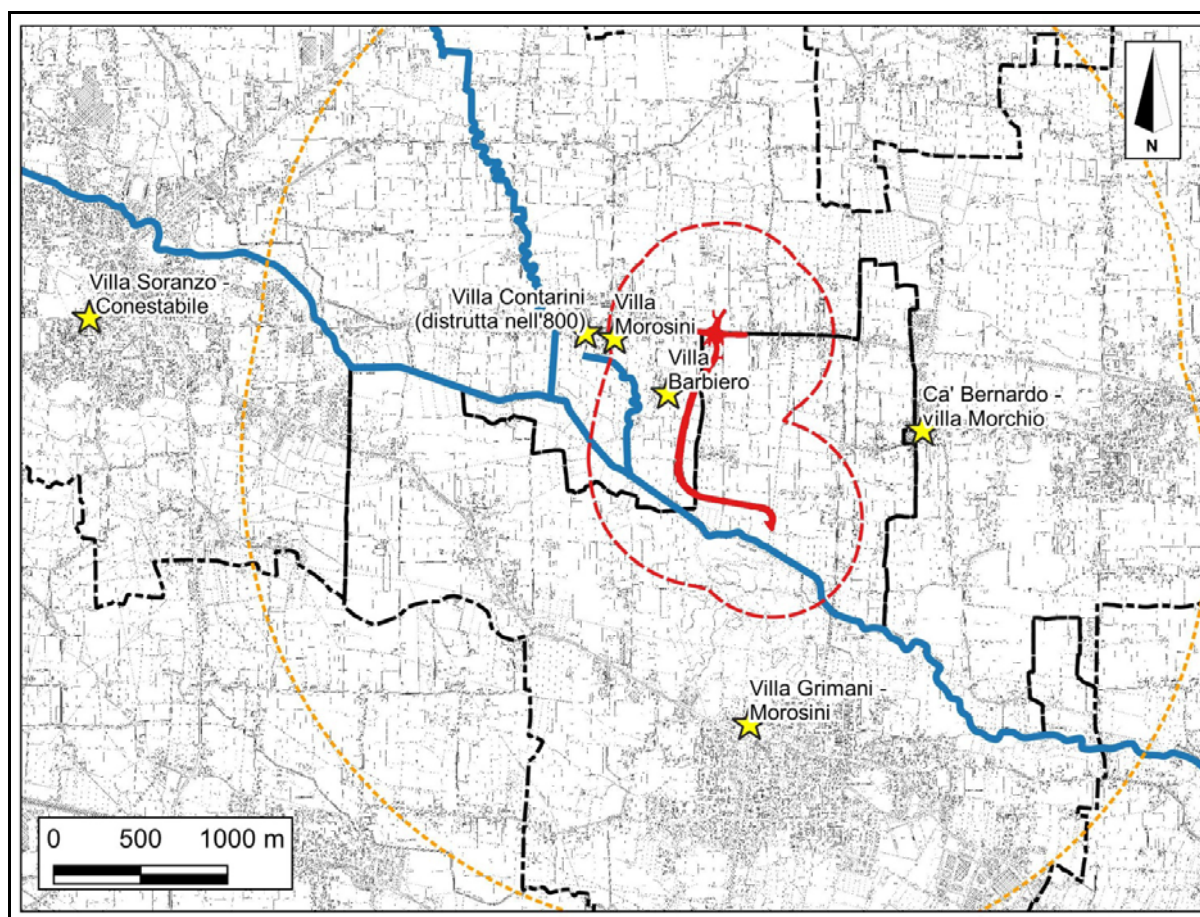 N
Villa Soranzo -
Conestabile
Villa Contarini
(distrutta nell'800)
Villa
Morosini
Villa
Barbiero
Ca' Bernardo -
villa Morchio
Villa Grimani -
Morosini
0 500 1000 m